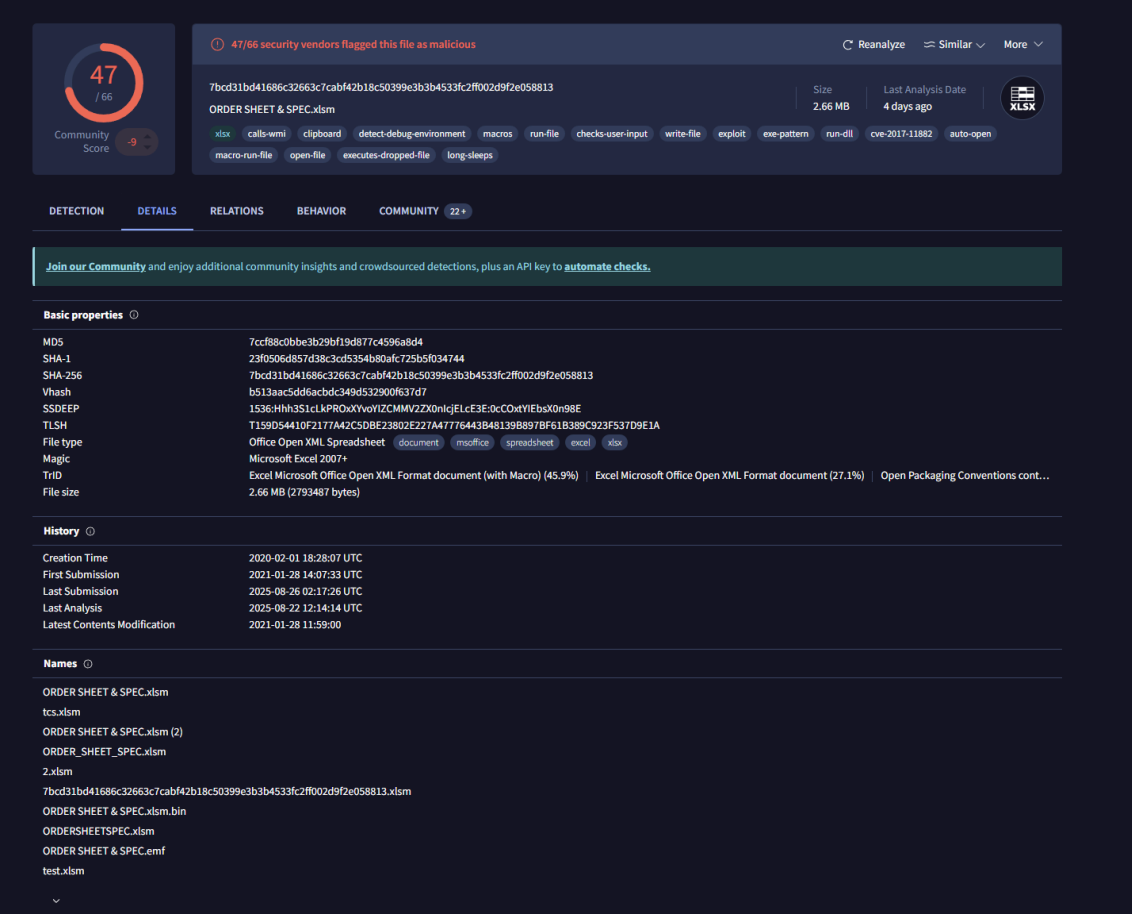 47
/ 66
Community Score -9
47/66 security vendors flagged this file as malicious
Reanalyze Similar More
7bcd31bd41686c32663c7cabf42b18c50399e3b3b4533fc2ff002d9f2e058813
ORDER SHEET & SPEC.xlsm
Size
2.66 MB
Last Analysis Date
4 days ago
XLSX
xlsx calls-wmi clipboard detect-debug-environment macros run-file checks-user-input write-file exploit exe-pattern run-dll cve-2017-11882 auto-open
macro-run-file open-file executes-dropped-file long-sleeps
DETECTION DETAILS RELATIONS BEHAVIOR COMMUNITY 22+
Join our Community and enjoy additional community insights and crowdsourced detections, plus an API key to automate checks.
Basic properties
MD5 7ccf88c0bbe3b29bf19d877c4596a8d4
SHA-1 23f0506d857d38c3cd5354b80afc725b5f034744
SHA-256 7bcd31bd41686c32663c7cabf42b18c50399e3b3b4533fc2ff002d9f2e058813
Vhash b513aac5dd6acbdc349d532900f637d7
SSDEEP 1536:Hhh3S1cLkPROxXYvoYIZCMMV2ZX0nIcjELcE3E:0cCOxtYIEbsX0n98E
TLSH T159D54410F2177A42C5DBE23802E227A47776443B48139B897BF61B389C923F537D9E1A
File type Office Open XML Spreadsheet document msoffice spreadsheet excel xlsx
Magic Microsoft Excel 2007+
TrID Excel Microsoft Office Open XML Format document (with Macro) (45.9%) Excel Microsoft Office Open XML Format document (27.1%) Open Packaging Conventions cont…
File size 2.66 MB (2793487 bytes)
History
Creation Time 2020-02-01 18:28:07 UTC
First Submission 2021-01-28 14:07:33 UTC
Last Submission 2025-08-26 02:17:26 UTC
Last Analysis 2025-08-22 12:14:14 UTC
Latest Contents Modification 2021-01-28 11:59:00
Names
ORDER SHEET & SPEC.xlsm
tcs.xlsm
ORDER SHEET & SPEC.xlsm (2)
ORDER_SHEET_SPEC.xlsm
2.xlsm
7bcd31bd41686c32663c7cabf42b18c50399e3b3b4533fc2ff002d9f2e058813.xlsm
ORDER SHEET & SPEC.xlsm.bin
ORDERSHEETSPEC.xlsm
ORDER SHEET & SPEC.emf
test.xlsm